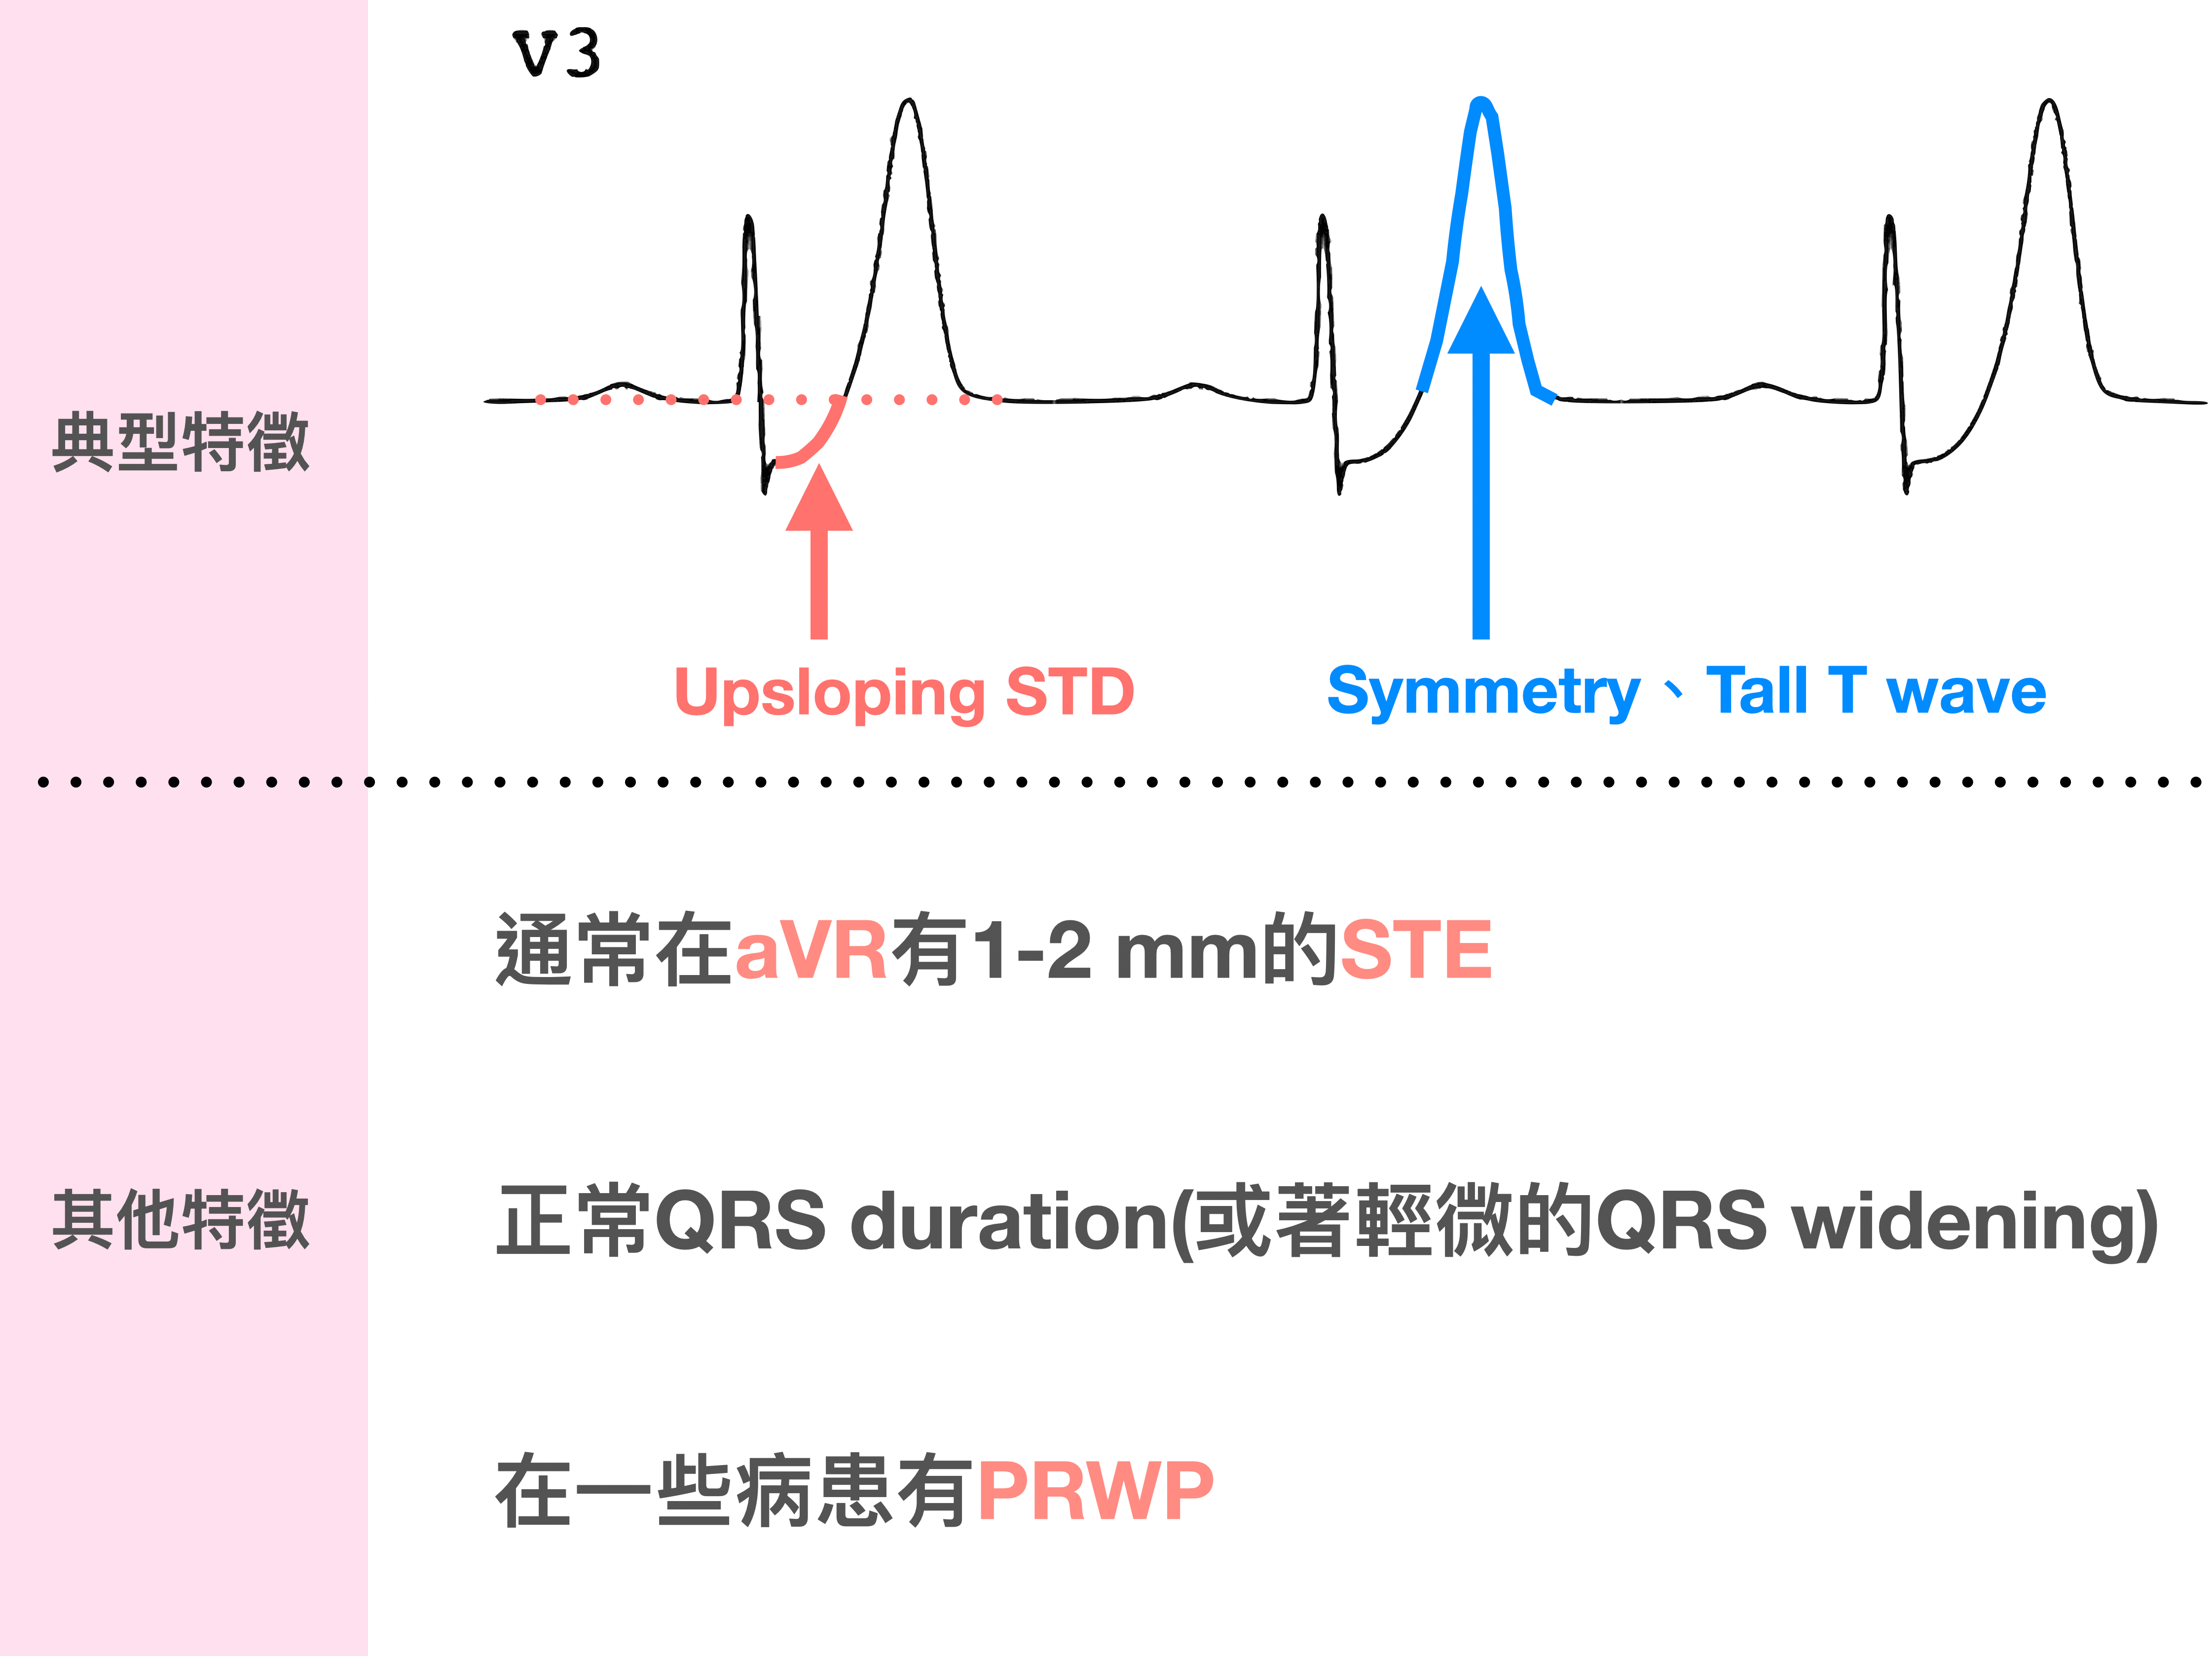 V3
典型特徵
Upsloping STD
Symmetry、Tall T wave
通常在aVR有1-2 mm的STE
其他特徵
正常QRS duration(或著輕微的QRS widening)
在一些病患有PRWP